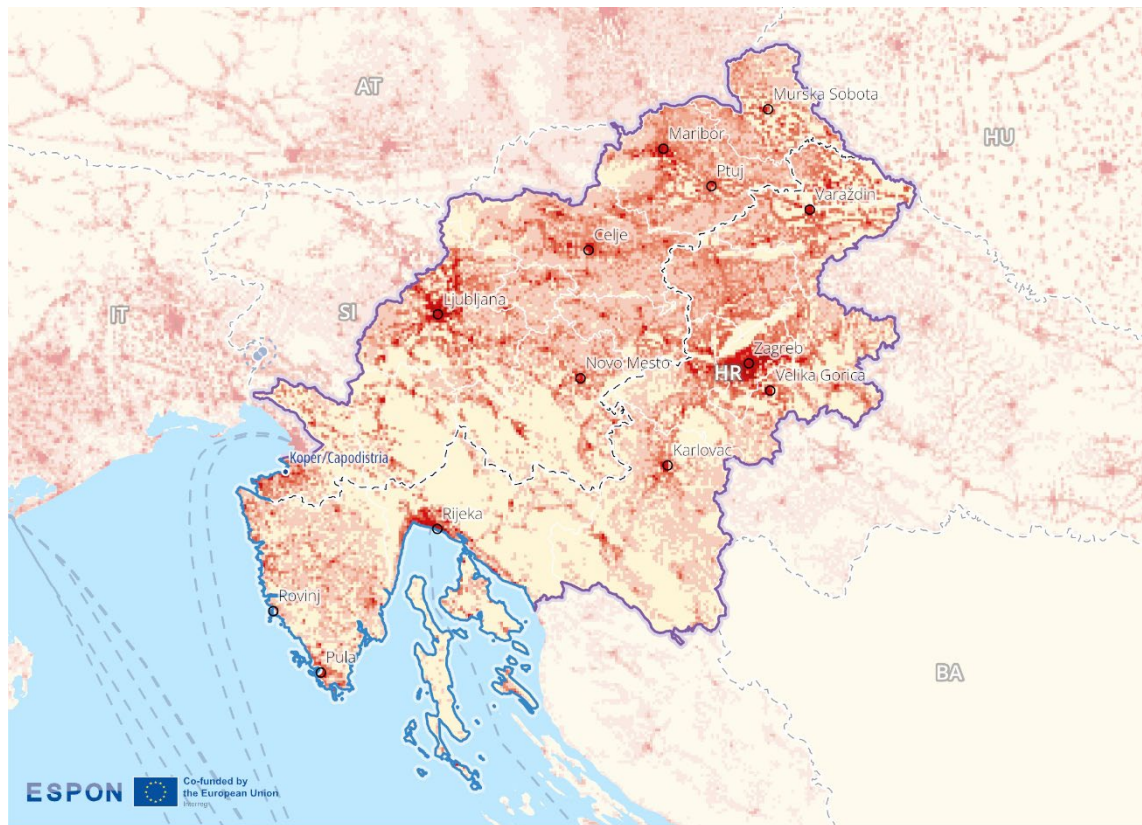 AT
Murska Sobota
HU
Maribor
Ptuj
Varaždin
Celje
Ljubljana
IT
SI
Zagreb
HR
Novo Mesto
Velika Gorica
Karlovac
Koper/Capodistria
Rijeka
Rovinj
Pula
BA
ESPON
Co-funded by
the European Union
Interreg